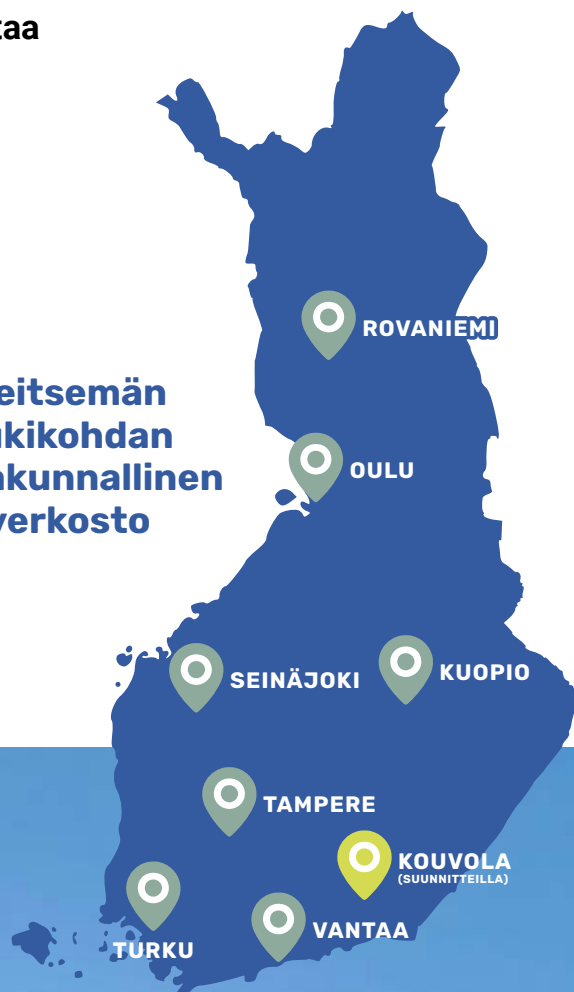 taa
eitsemän
ukikohdan
akunnallinen
verkosto
ROVANIEMI
OULU
SEINÄJOKI
KUOPIO
TAMPERE
KOUVOLA
(SUUNNITTEILLA)
VANTAA
TURKU